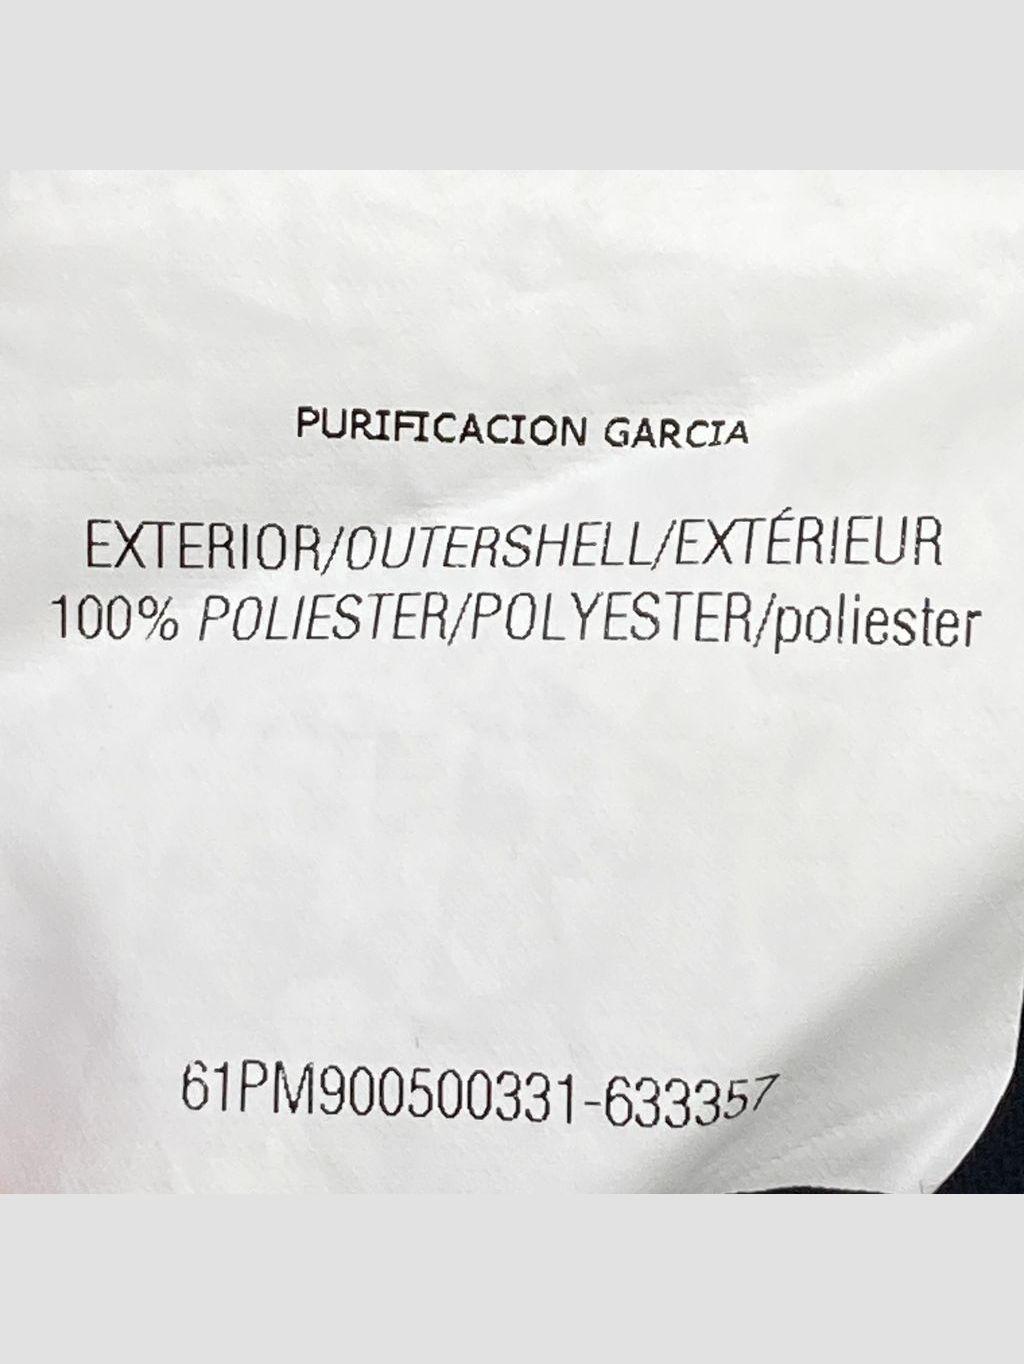 PURIFICACION GARCIA
EXTERIOR/OUTERSHELL/EXTÉRIEUR
100% POLIESTER/POLYESTER/poliester
61PM900500331-633357